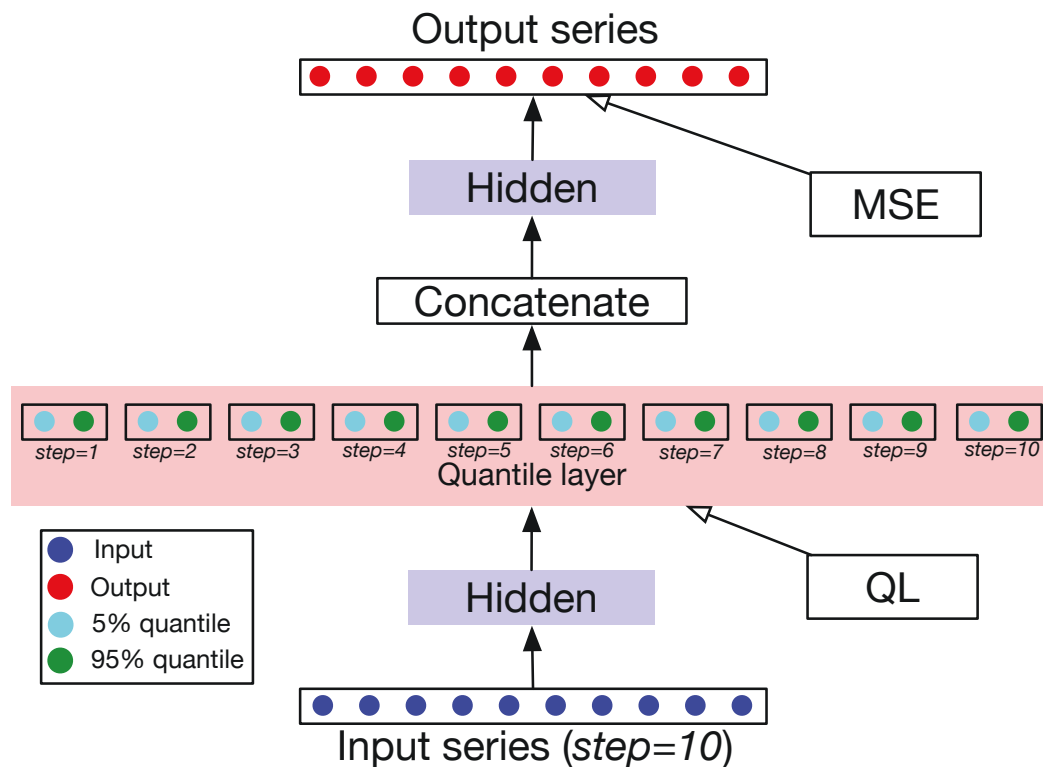 Output series
Hidden
MSE
Concatenate
step=1 step=2 step=3 step=4 step=5 step=6 step=7 step=8 step=9 step=10
Quantile layer
Input
Output
5% quantile
95% quantile
Hidden
QL
Input series (step=10)